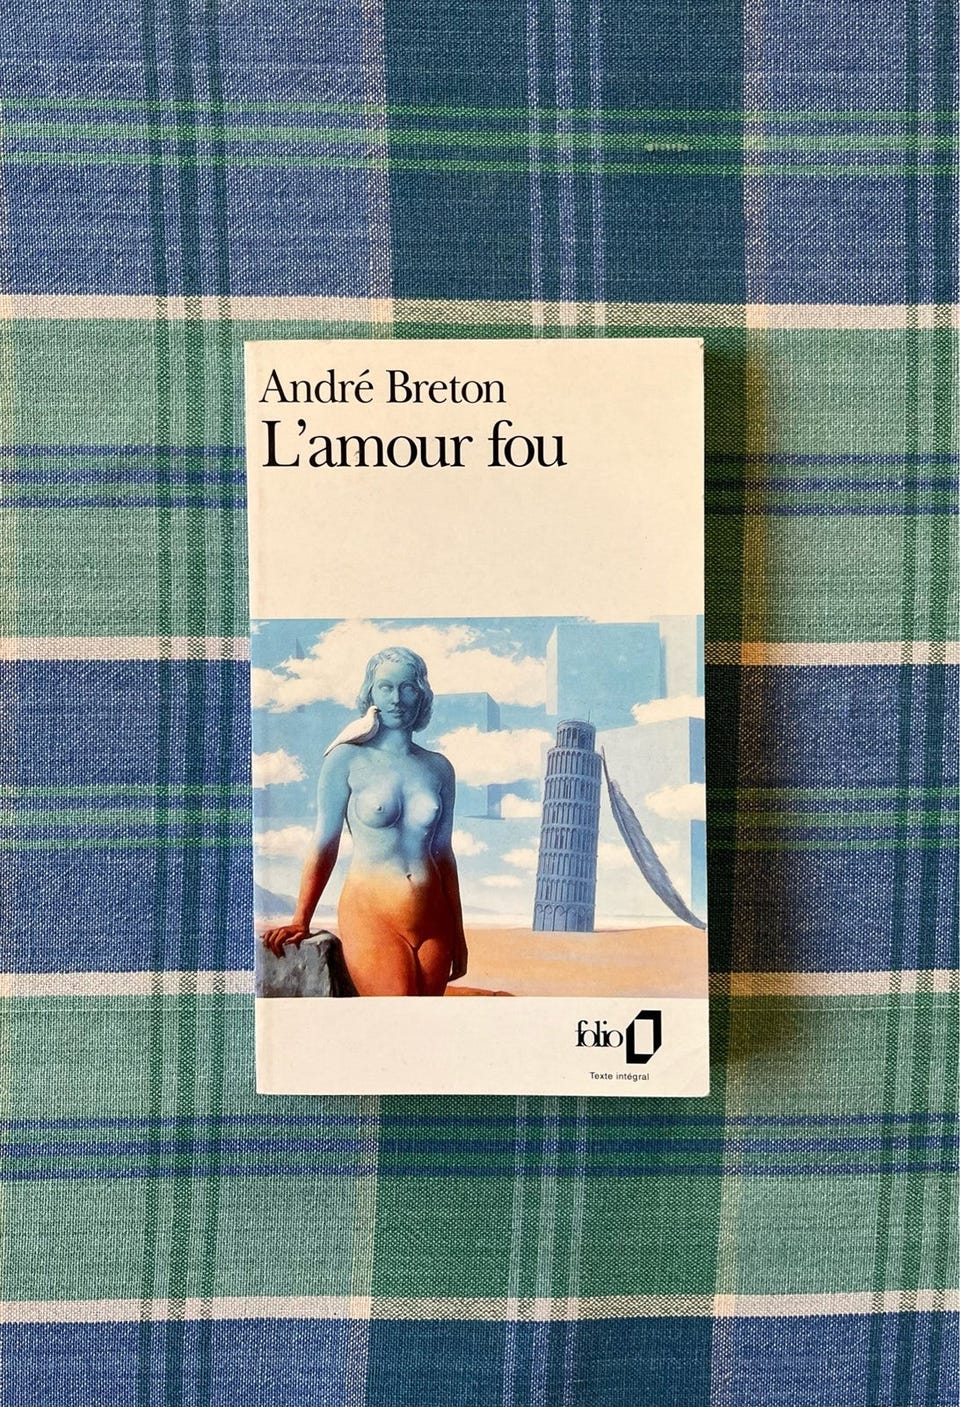 André Breton
L'amour fou
folio
Texte intégral